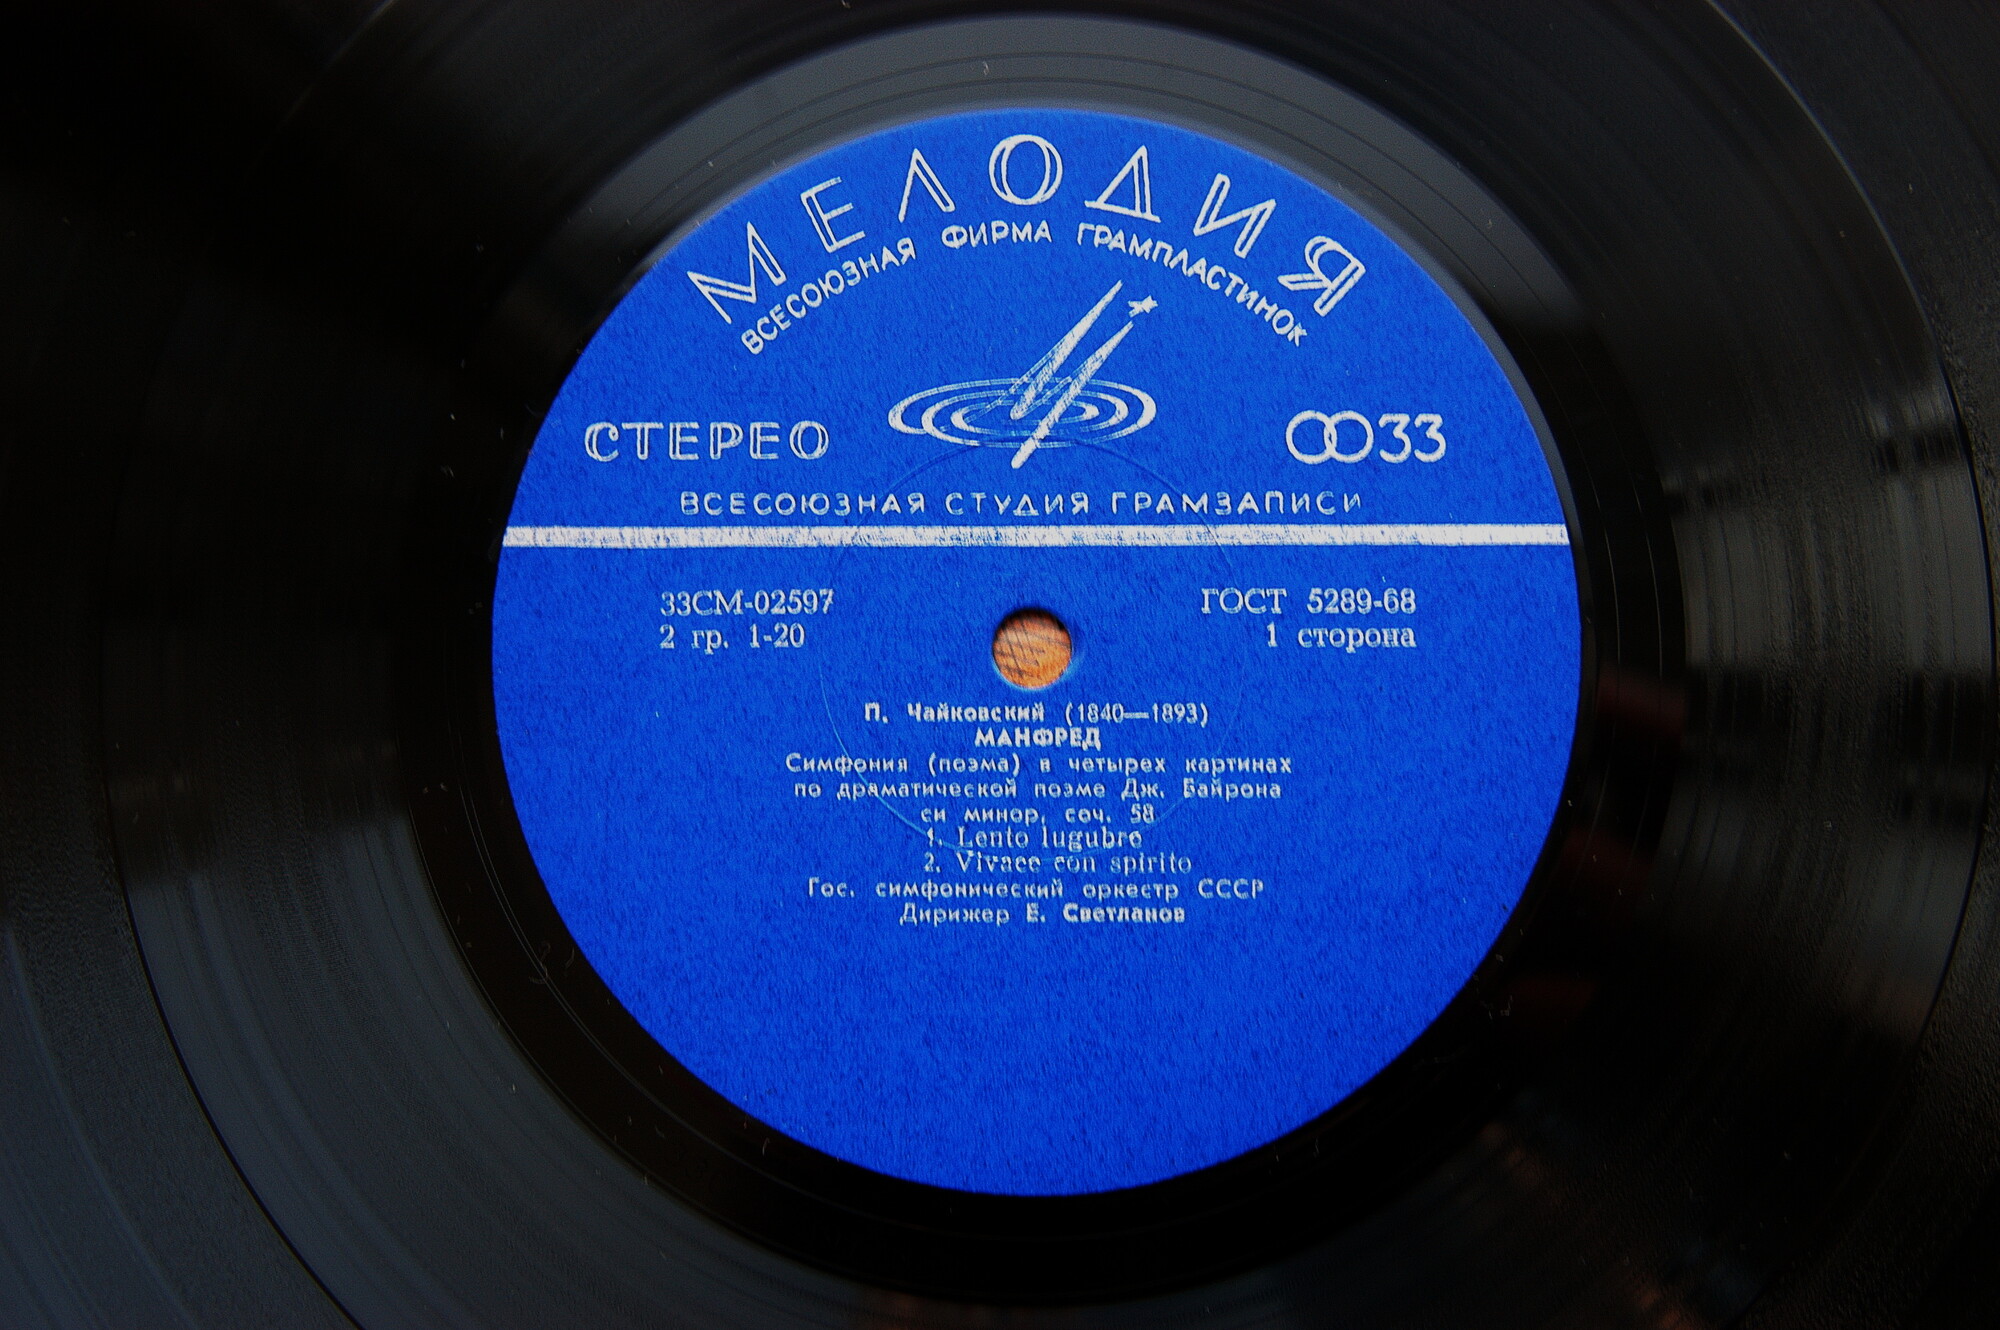 МЕЛОДИЯ
ВСЕСОЮЗНАЯ ФИРМА ГРАМПЛАСТИНОК
СТЕРЕО
33
ВСЕСОЮЗНАЯ СТУДИЯ ГРАМЗАПИСИ
33СМ-02597
ГОСТ 5289-68
2 гр. 1-20
1 сторона
П. Чайковский (1840—1893)
МАНФРЕД
Симфония (поэма) в четырех картинах
по драматической поэме Дж. Байрона
си минор, соч. 58
1. Lento lugubre
2. Vivace con spirito
Гос. симфонический оркестр СССР
Дирижер Е. Светланов